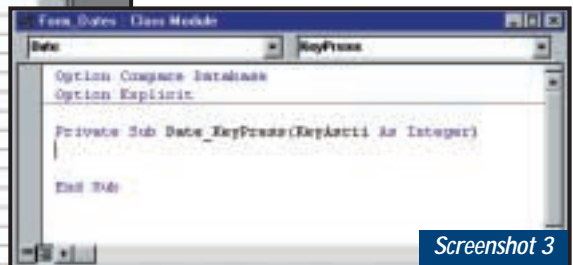 Form_Dates : Class Module
Date KeyPress
Option Compare Database
Option Explicit
Private Sub Date_KeyPress(KeyAscii As Integer)
End Sub
Screenshot 3